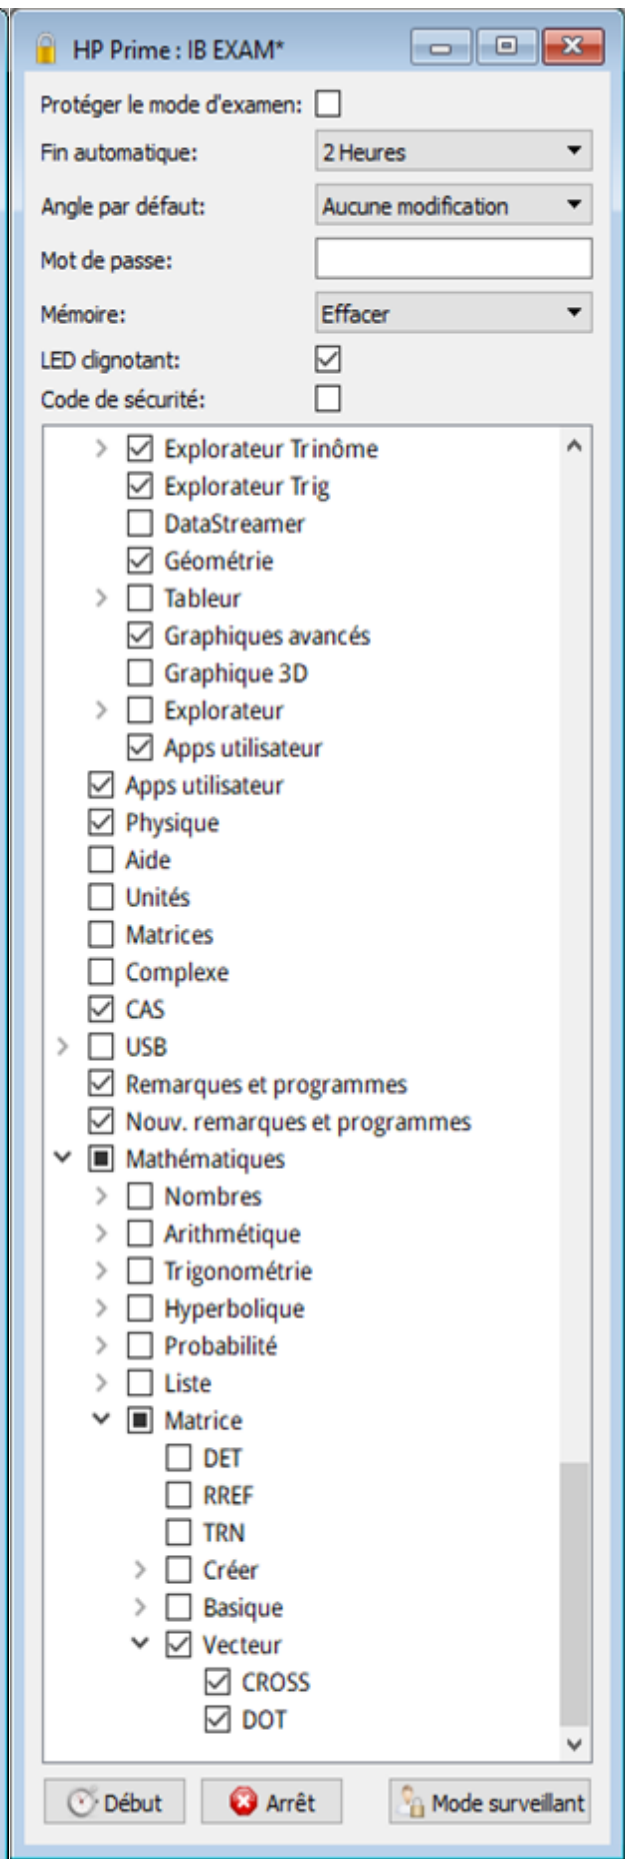 HP Prime : IB EXAM*
Protéger le mode d'examen:
Fin automatique: 2 Heures
Angle par défaut: Aucune modification
Mot de passe:
Mémoire: Effacer
LED clignotant:
Code de sécurité:
Explorateur Trinôme
Explorateur Trig
DataStreamer
Géométrie
Tableur
Graphiques avancés
Graphique 3D
Explorateur
Apps utilisateur
Apps utilisateur
Physique
Aide
Unités
Matrices
Complexe
CAS
USB
Remarques et programmes
Nouv. remarques et programmes
Mathématiques
Nombres
Arithmétique
Trigonométrie
Hyperbolique
Probabilité
Liste
Matrice
DET
RREF
TRN
Créer
Basique
Vecteur
CROSS
DOT
Début Arrêt Mode surveillant